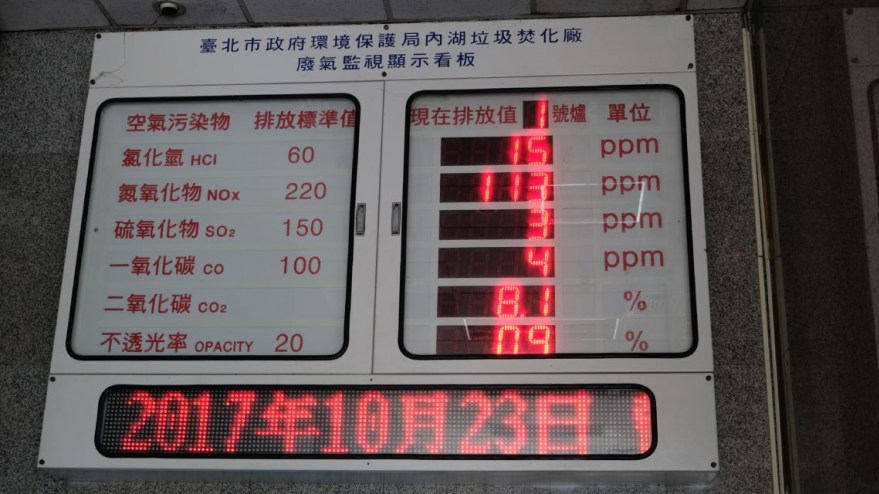 臺北市政府環境保護局內湖垃圾焚化廠
廢氣監視顯示看板
空氣污染物 排放標準值 現在排放值 1 號爐 單位
氯化氫 HCl 60 15 ppm
氮氧化物 NOx 220 113 ppm
硫氧化物 SO₂ 150 3 ppm
一氧化碳 CO 100 4 ppm
二氧化碳 CO₂ 8.1 %
不透光率 OPACITY 20 %
2017年10月23日